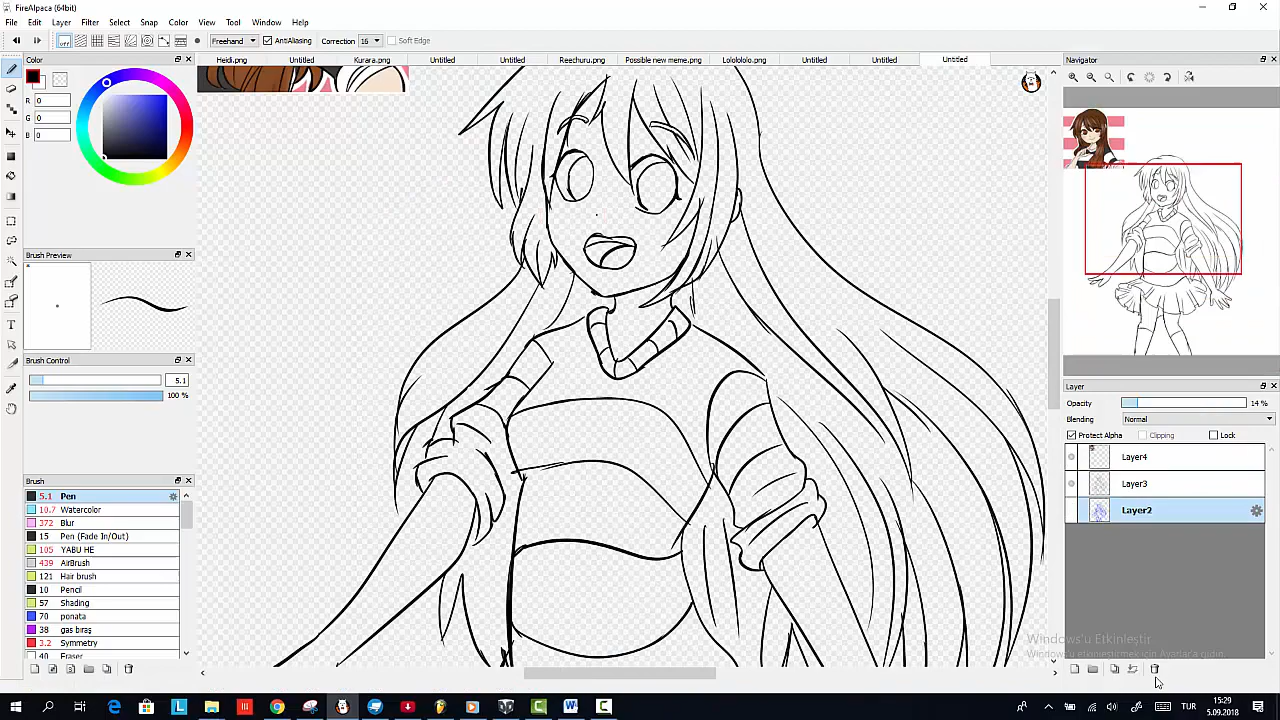 FireAlpaca (64bit)
File Edit Layer Filter Select Snap Color View Tool Window Help
Off Freehand AntiAliasing Correction 16 Soft Edge
Color
Heidi.png Untitled Kurara.png Untitled Untitled Reechuru.png Possible new meme.png Lolololo.png Untitled Untitled Untitled
Navigator
R 0
G 0
B 0
Brush Preview
Brush Control
5.1
100 %
Layer
Opacity 14 %
Blending Normal
Protect Alpha Clipping Lock
Layer4
Layer3
Layer2
Brush
5.1 Pen
10.7 Watercolor
372 Blur
15 Pen (Fade In/Out)
105 YABU HE
439 AirBrush
121 Hair brush
10 Pencil
57 Shading
70 ponata
38 gas bıraş
3.2 Symmetry
40 Eraser
Windows'u Etkinleştir
Windows'u etkinleştirmek için Ayarlar'a gidin.
TUR
15:29
5.09.2018